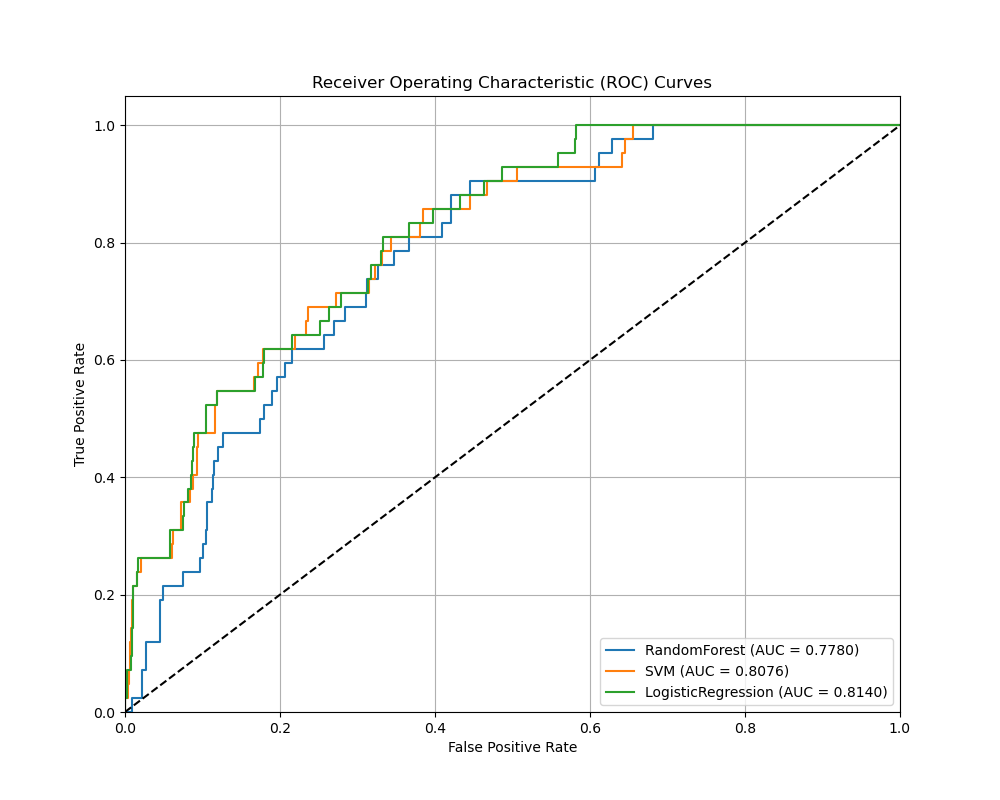 Receiver Operating Characteristic (ROC) Curves
True Positive Rate
1.0
0.8
0.6
0.4
0.2
0.0
0.0 0.2 0.4 0.6 0.8 1.0
False Positive Rate
RandomForest (AUC = 0.7780)
SVM (AUC = 0.8076)
LogisticRegression (AUC = 0.8140)